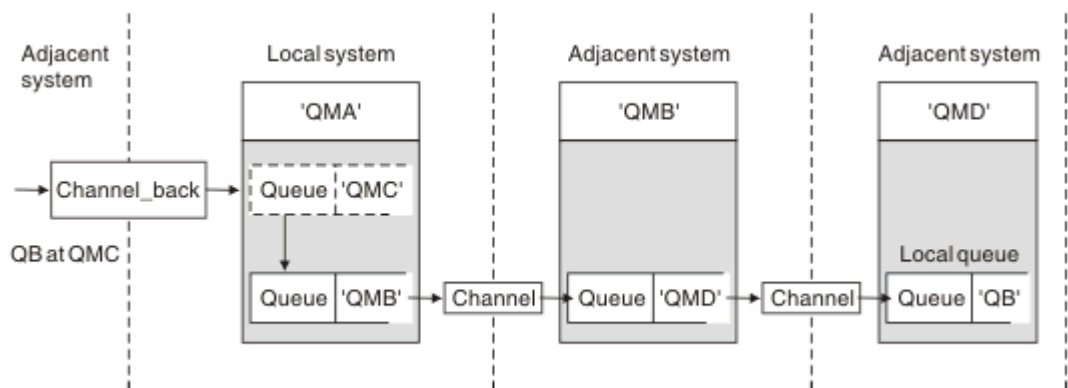 Adjacent
system
Local system
Adjacent system
Adjacent system
'QMA'
'QMB'
'QMD'
Channel_back
Queue 'QMC'
QB at QMC
Local queue
Queue 'QMB'
Channel
Queue 'QMD'
Channel
Queue 'QB'